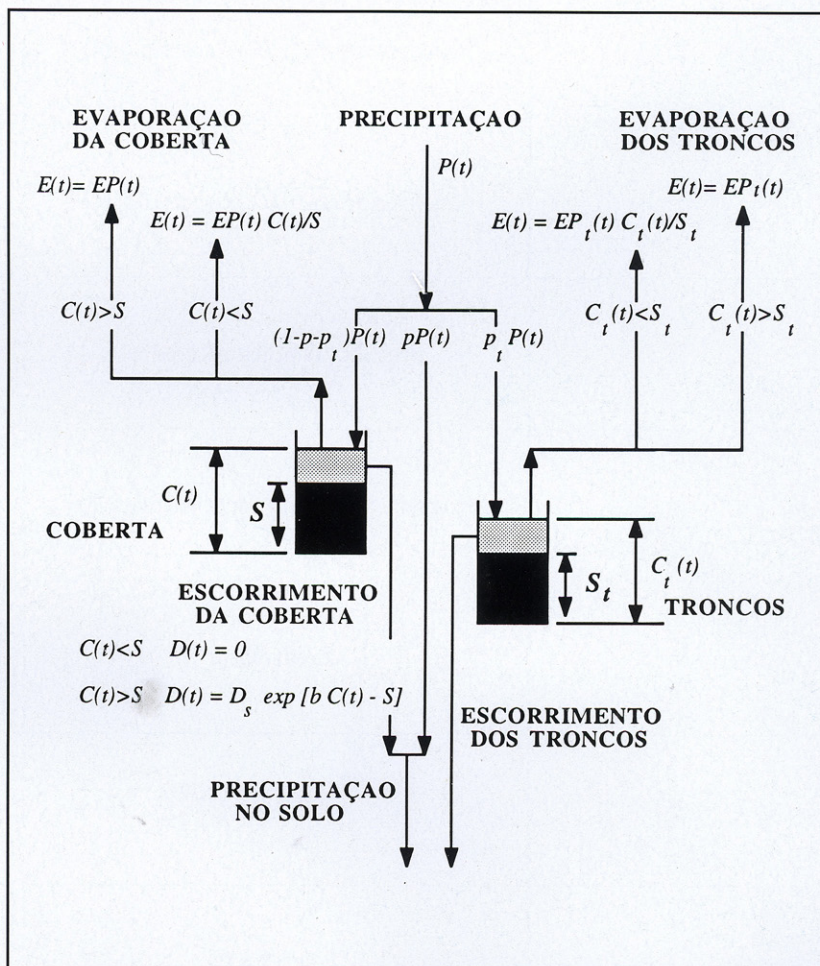 EVAPORAÇAO
DA COBERTA
PRECIPITAÇAO
EVAPORAÇAO
DOS TRONCOS
P(t)
E(t)= EP(t)
E(t)= EPt(t)
E(t) = EP(t) C(t)/S
E(t)= EP_t(t) C_t(t)/S_t
C(t)>S
C(t)<S
C_t(t)<S_t
C_t(t)>S_t
(1-p-p_t)P(t)
pP(t)
p_t P(t)
C(t)
S
COBERTA
C_t(t)
S_t
TRONCOS
ESCORRIMENTO
DA COBERTA
C(t)<S D(t) = 0
C(t)>S D(t) = D_s exp [b C(t) - S]
ESCORRIMENTO
DOS TRONCOS
PRECIPITAÇAO
NO SOLO